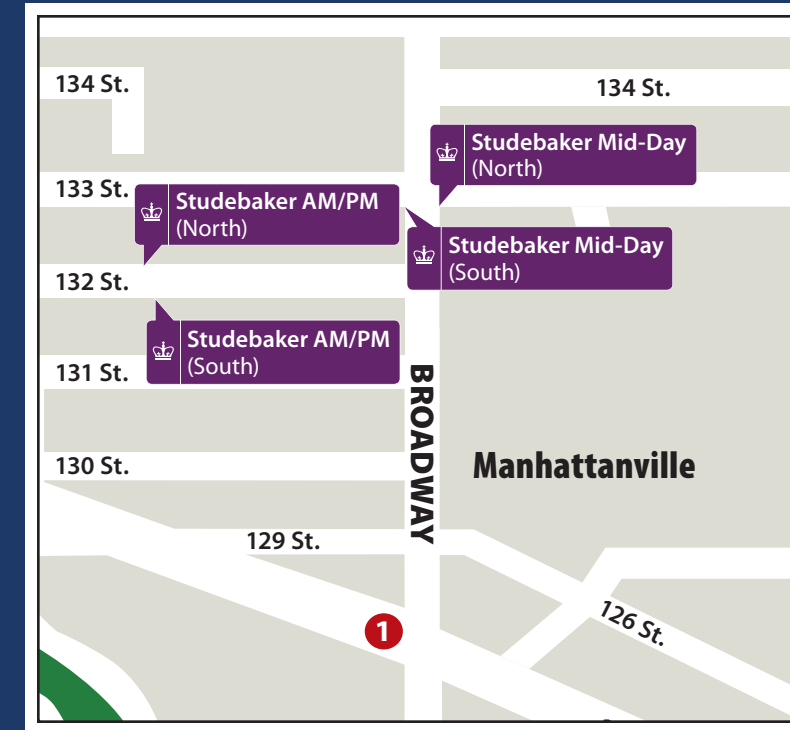 134 St.
134 St.
Studebaker Mid-Day
(North)
133 St.
Studebaker AM/PM
(North)
Studebaker Mid-Day
(South)
132 St.
Studebaker AM/PM
(South)
131 St.
BROADWAY
130 St.
Manhattanville
129 St.
126 St.
1